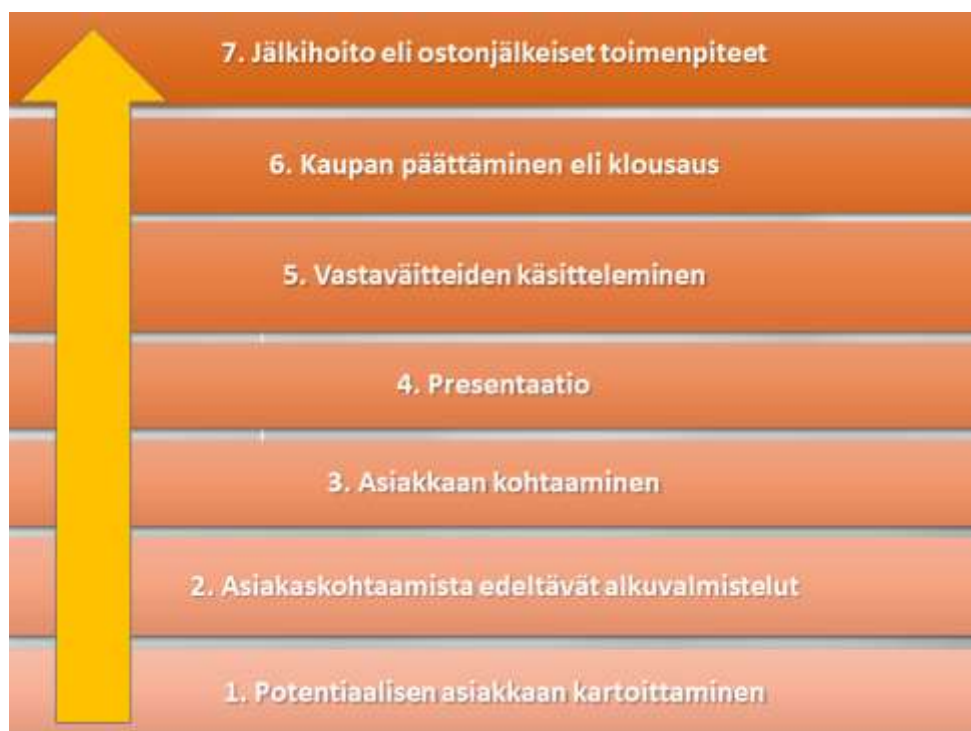 7. Jälkihoito eli ostonjälkeiset toimenpiteet
6. Kaupan päättäminen eli klousaus
5. Vastaväitteiden käsitteleminen
4. Presentaatio
3. Asiakkaan kohtaaminen
2. Asiakaskohtaamista edeltävät alkuvalmistelut
1. Potentiaalisen asiakkaan kartoittaminen